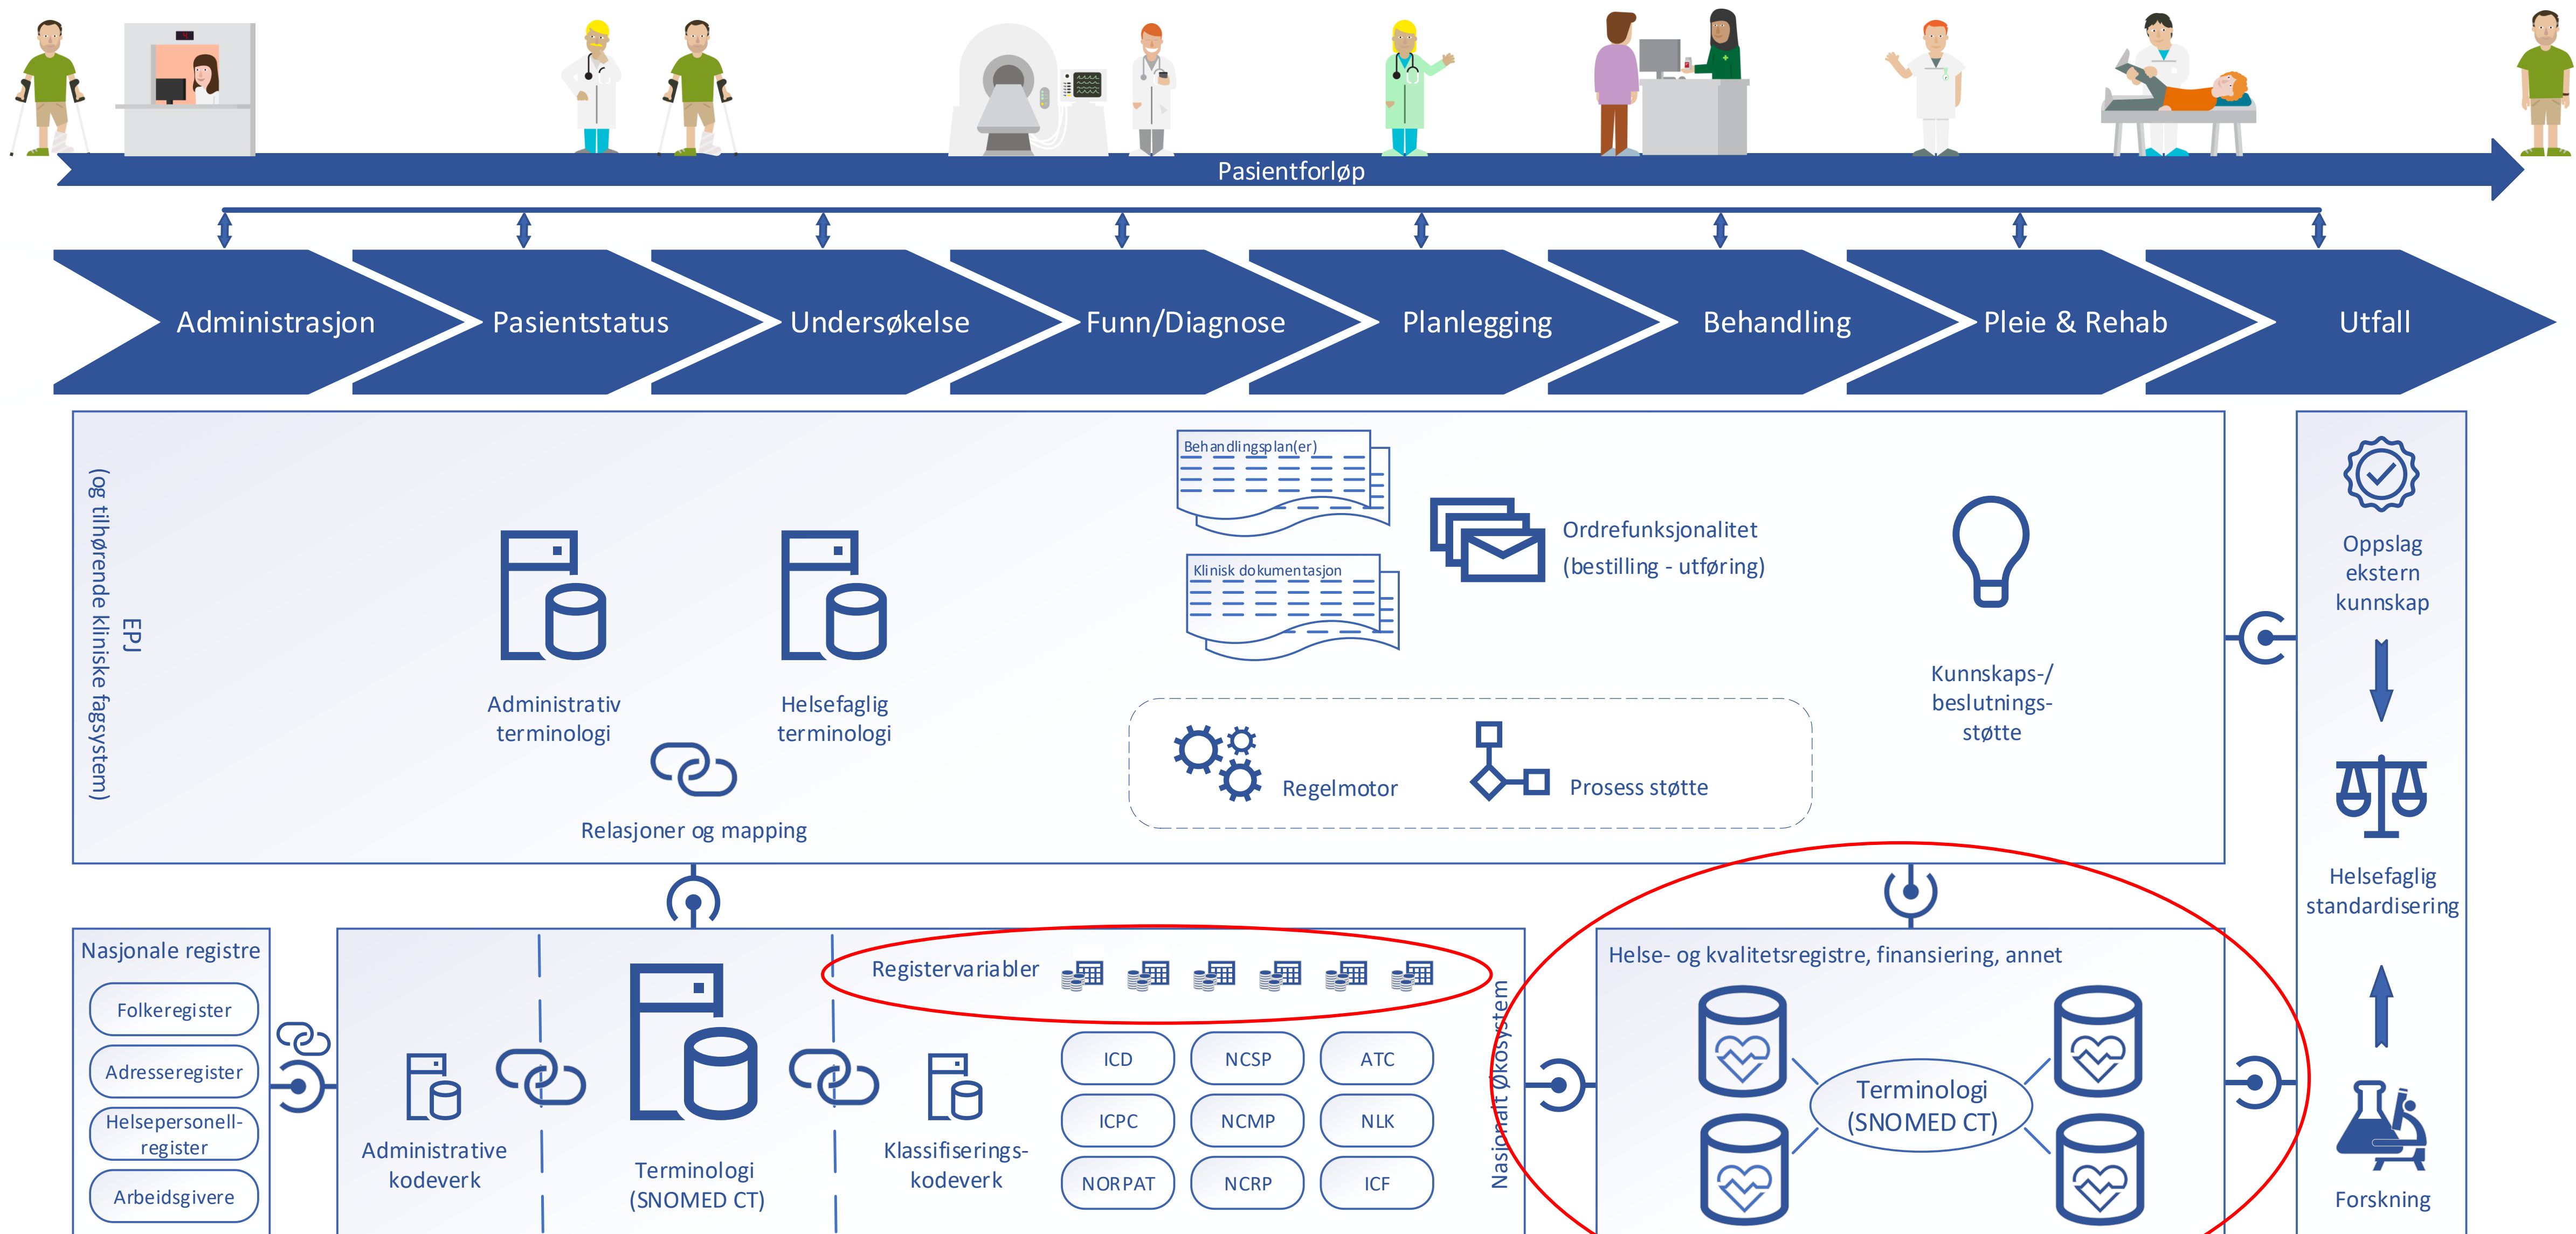 Pasientforløp
Administrasjon
Pasientstatus
Undersøkelse
Funn/Diagnose
Planlegging
Behandling
Pleie & Rehab
Utfall
EPJ
(og tilhørende kliniske fagsystem)
Administrativ
terminologi
Helsefaglig
terminologi
Relasjoner og mapping
Behandlingsplan(er)
Klinisk dokumentasjon
Ordrefunksjonalitet
(bestilling - utføring)
Regelmotor
Prosess støtte
Kunnskaps-/
beslutnings-
støtte
Oppslag
ekstern
kunnskap
Helsefaglig
standardisering
Forskning
Nasjonale registre
Folkeregister
Adresseregister
Helsepersonell-
register
Arbeidsgivere
Administrative
kodeverk
Terminologi
(SNOMED CT)
Registervariabler
Klassifiserings-
kodeverk
ICD
NCSP
ATC
ICPC
NCMP
NLK
NORPAT
NCRP
ICF
Nasjonalt Økosystem
Helse- og kvalitetsregistre, finansiering, annet
Terminologi
(SNOMED CT)